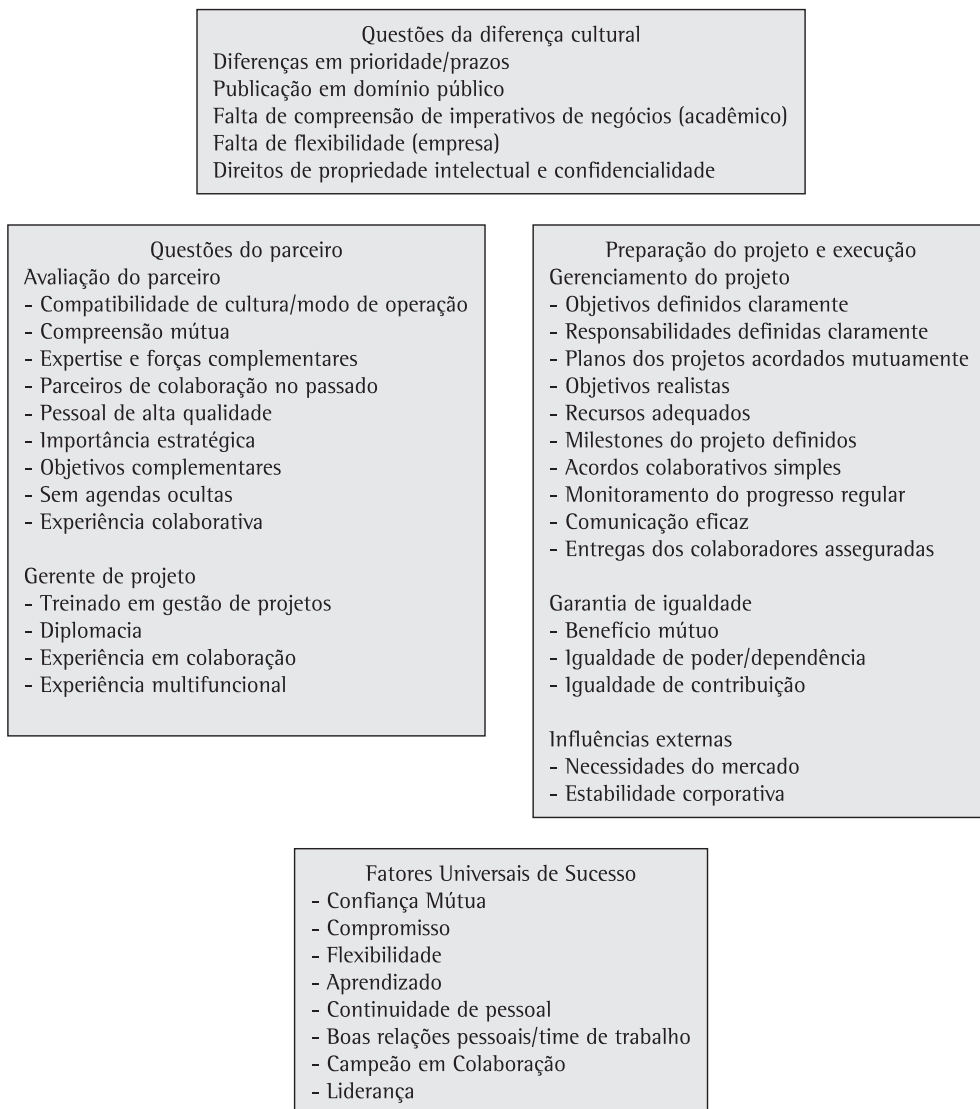 Questões da diferença cultural
Diferenças em prioridade/prazos
Publicação em domínio público
Falta de compreensão de imperativos de negócios (acadêmico)
Falta de flexibilidade (empresa)
Direitos de propriedade intelectual e confidencialidade
Questões do parceiro
Avaliação do parceiro
- Compatibilidade de cultura/modo de operação
- Compreensão mútua
- Expertise e forças complementares
- Parceiros de colaboração no passado
- Pessoal de alta qualidade
- Importância estratégica
- Objetivos complementares
- Sem agendas ocultas
- Experiência colaborativa
Gerente de projeto
- Treinado em gestão de projetos
- Diplomacia
- Experiência em colaboração
- Experiência multifuncional
Preparação do projeto e execução
Gerenciamento do projeto
- Objetivos definidos claramente
- Responsabilidades definidas claramente
- Planos dos projetos acordados mutuamente
- Objetivos realistas
- Recursos adequados
- Milestones do projeto definidos
- Acordos colaborativos simples
- Monitoramento do progresso regular
- Comunicação eficaz
- Entregas dos colaboradores asseguradas
Garantia de igualdade
- Benefício mútuo
- Igualdade de poder/dependência
- Igualdade de contribuição
Influências externas
- Necessidades do mercado
- Estabilidade corporativa
Fatores Universais de Sucesso
- Confiança Mútua
- Compromisso
- Flexibilidade
- Aprendizado
- Continuidade de pessoal
- Boas relações pessoais/time de trabalho
- Campeão em Colaboração
- Liderança